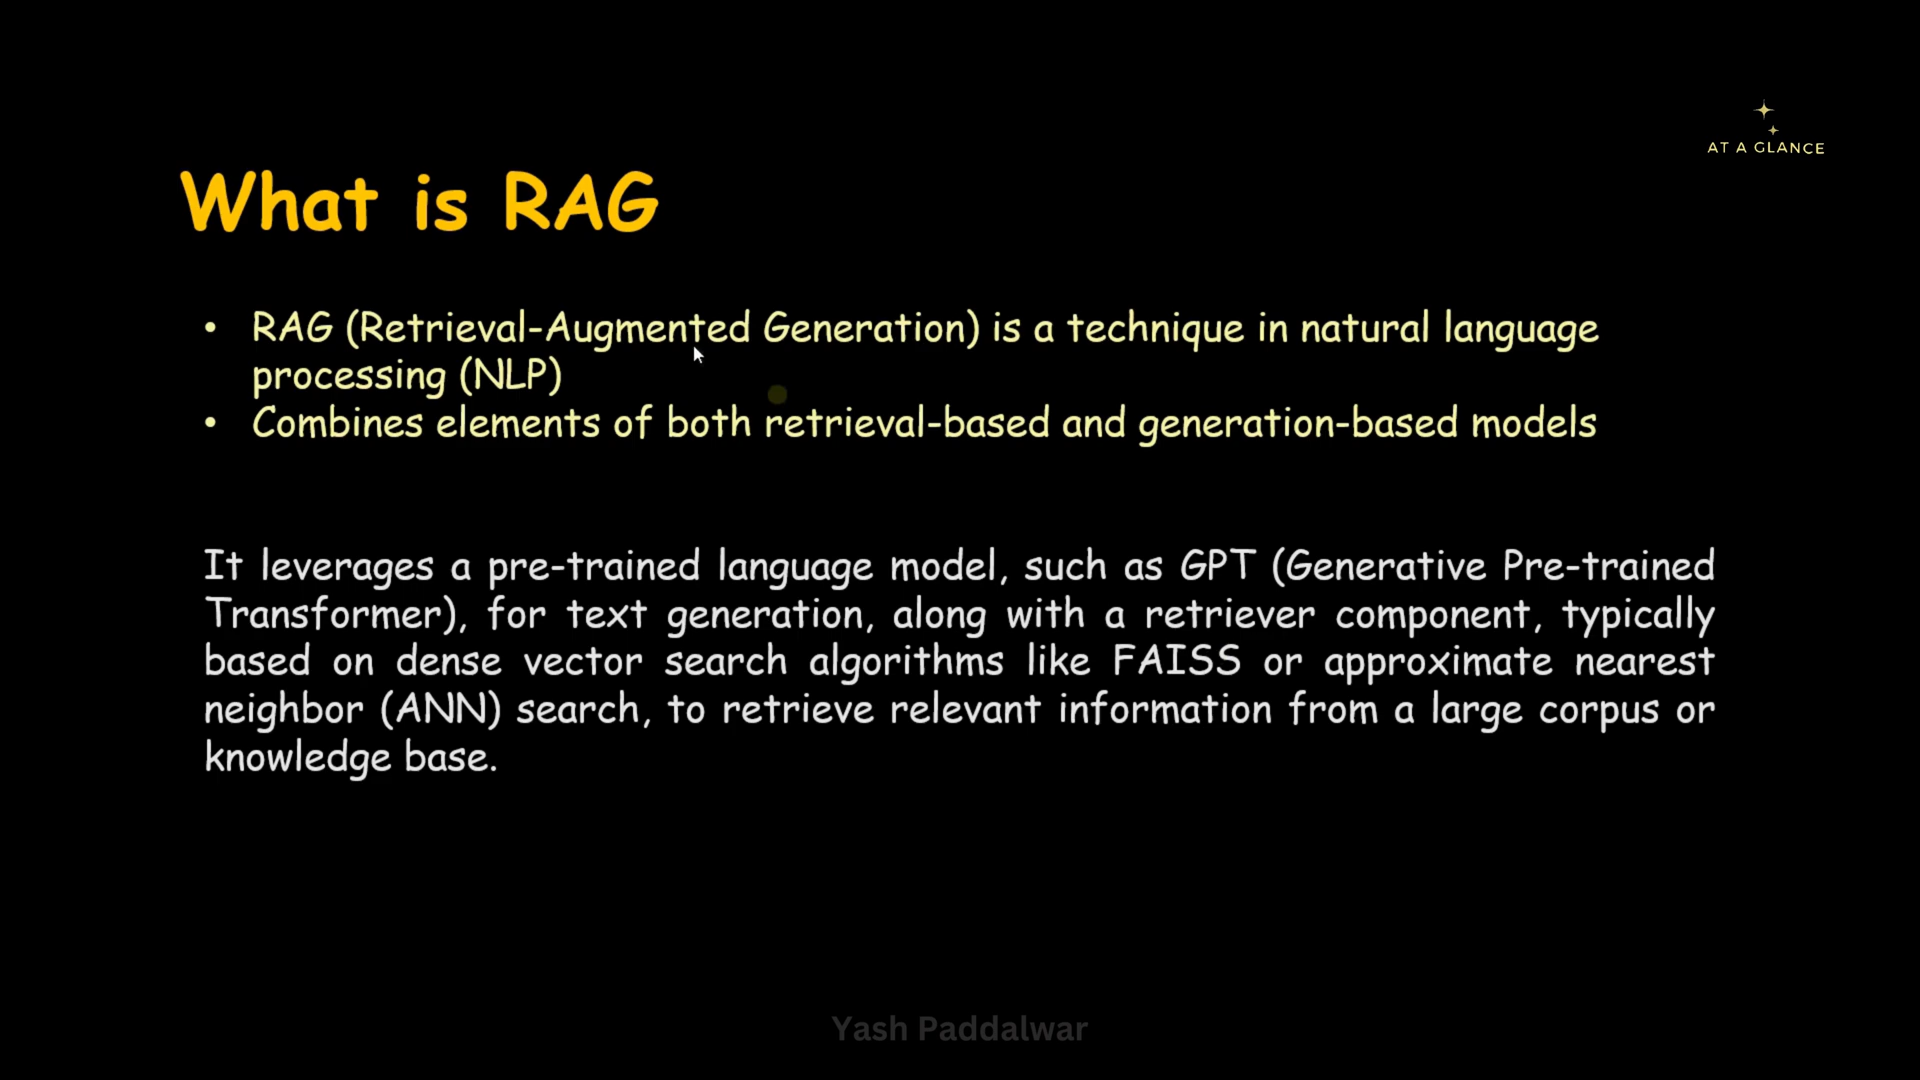 AT A GLANCE
What is RAG
• RAG (Retrieval-Augmented Generation) is a technique in natural language
processing (NLP)
• Combines elements of both retrieval-based and generation-based models
It leverages a pre-trained language model, such as GPT (Generative Pre-trained
Transformer), for text generation, along with a retriever component, typically
based on dense vector search algorithms like FAISS or approximate nearest
neighbor (ANN) search, to retrieve relevant information from a large corpus or
knowledge base.
Yash Paddalwar